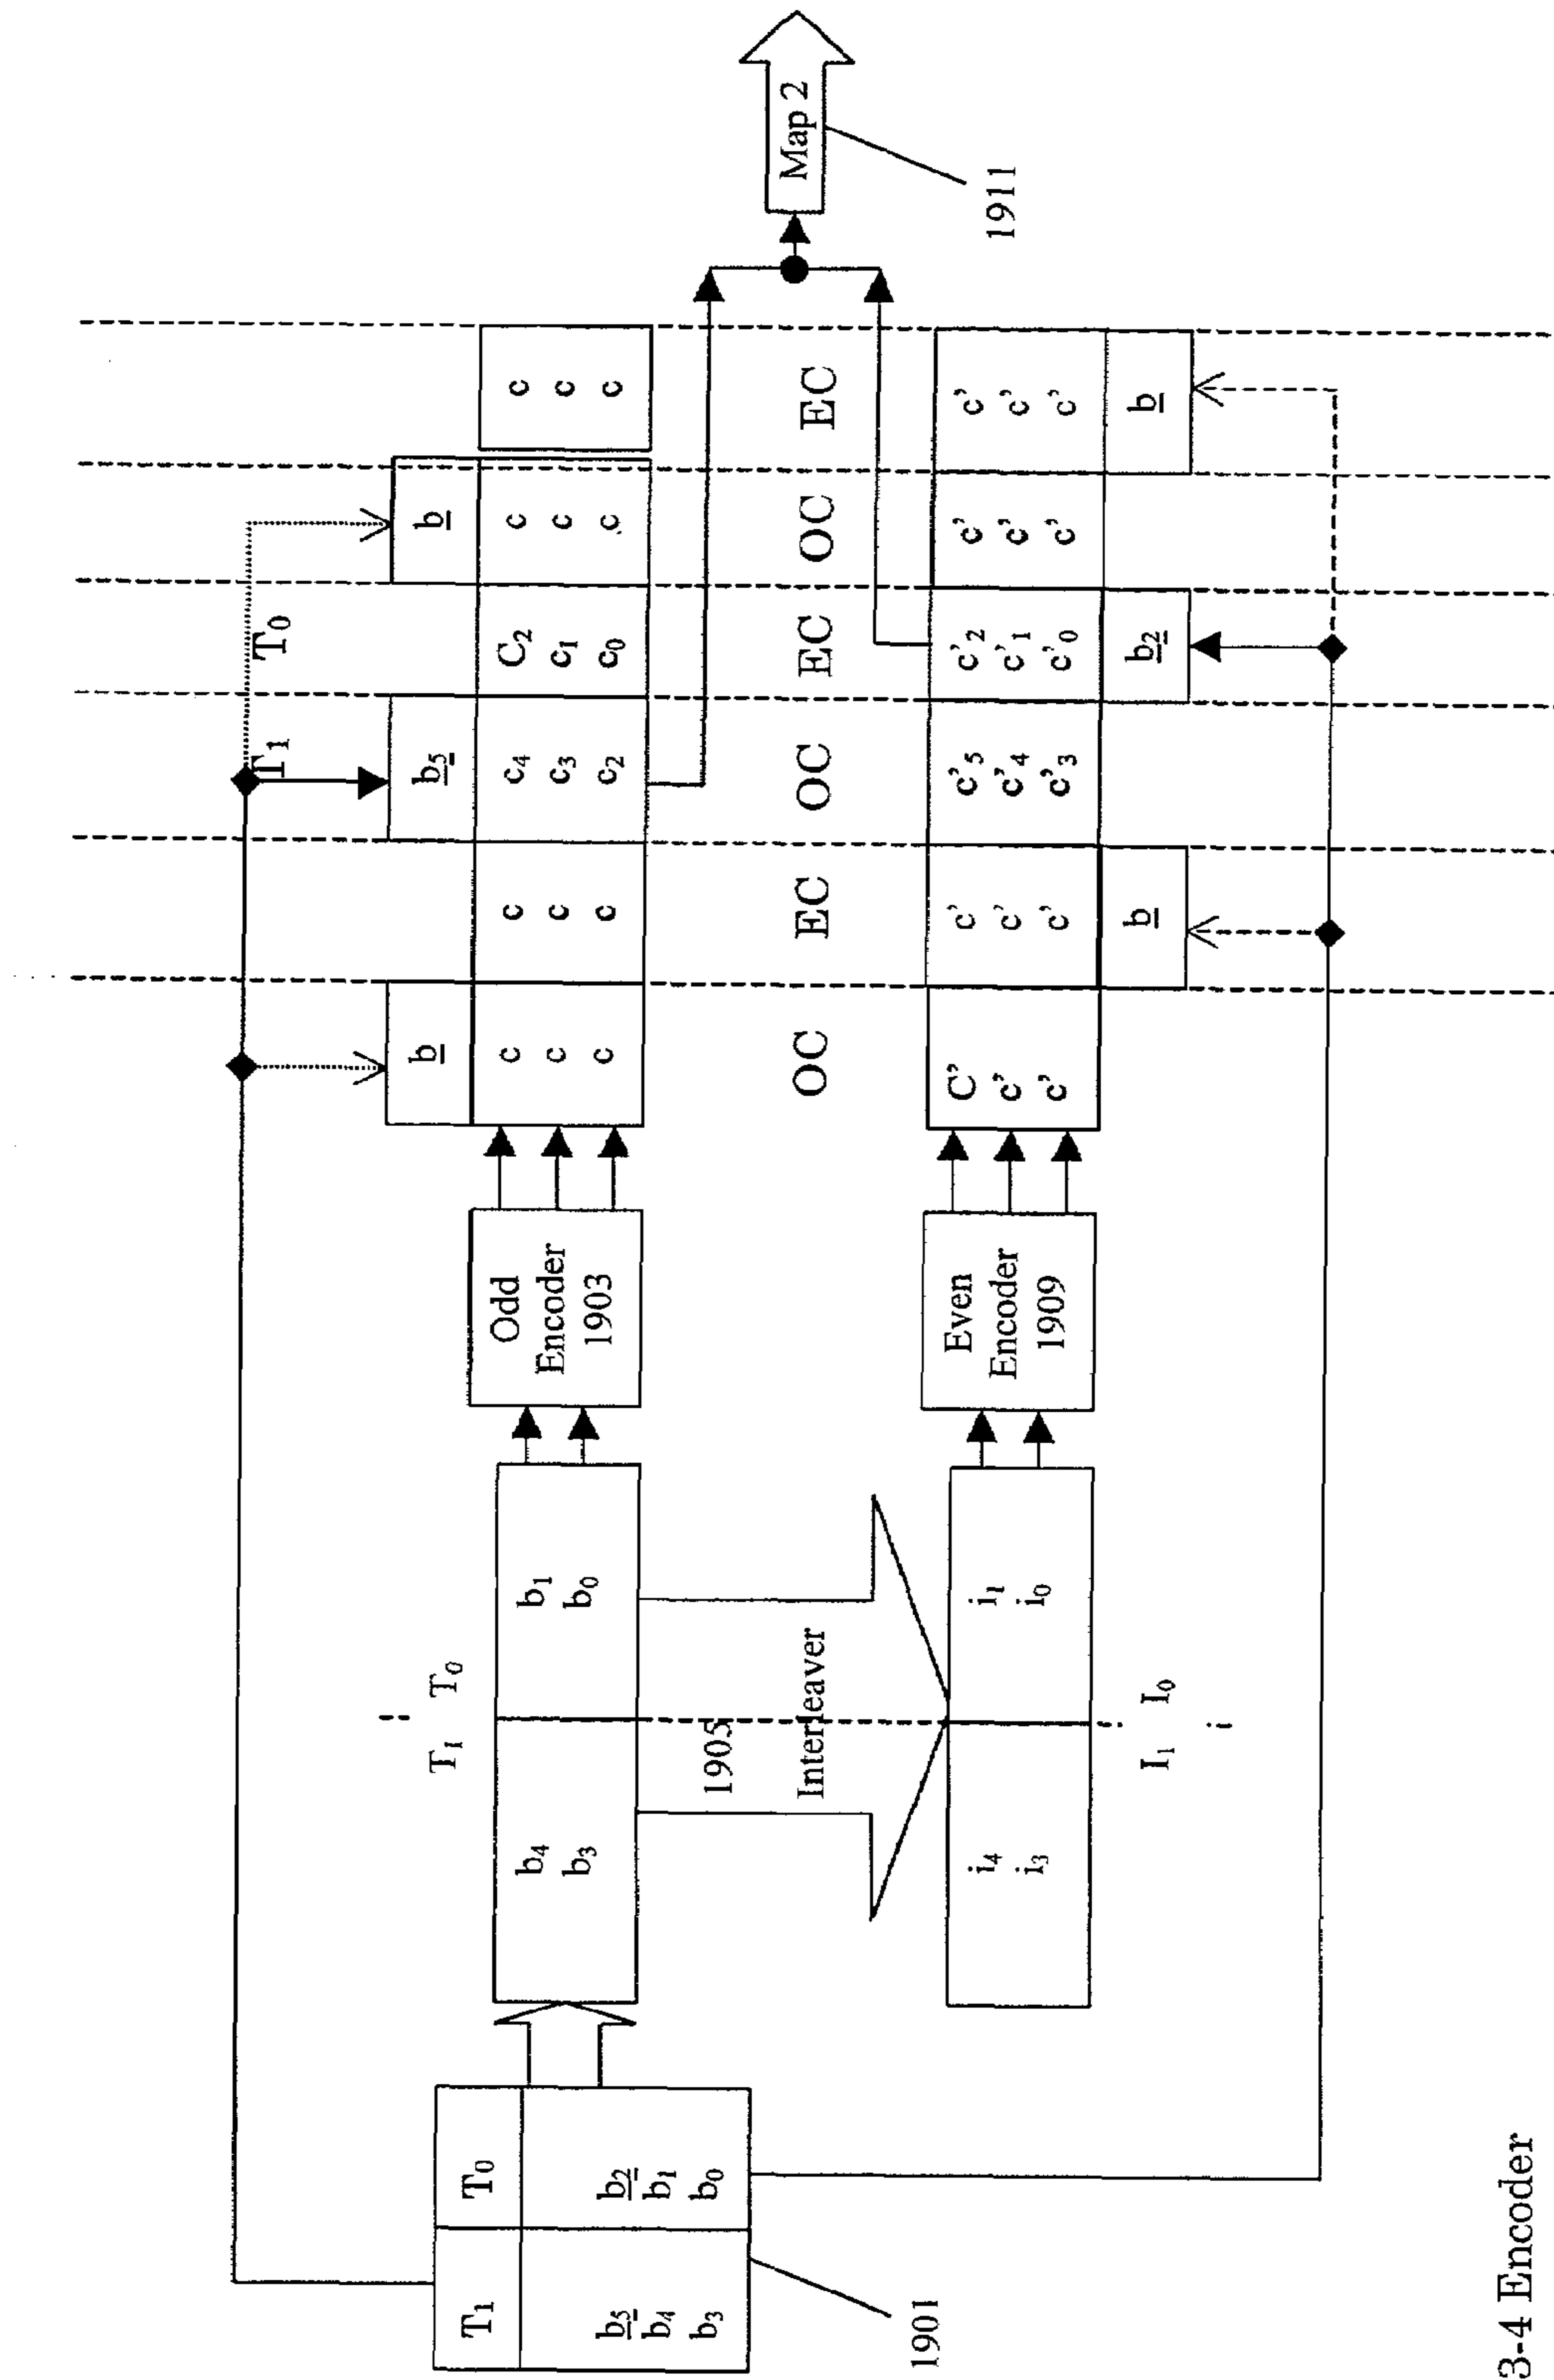 T₁ T₀
b₅ b₂
b₄ b₁
b₃ b₀
1901
T₁ T₀
b₄ b₁
b₃ b₀
1905
Interleaver
i₄ i₁
i₃ i₀
I₁ I₀
Odd
Encoder
1903
Even
Encoder
1909
T₁ T₀
b b₅ b
c c c₄ C₂ c c
c c c₃ c₁ c c
c c c₂ c₀ c c
OC EC OC EC OC EC
C' c' c'₅ c'₂ c' c'
c' c' c'₄ c'₁ c' c'
c' c' c'₃ c'₀ c' c'
b b₂ b
Map 2
1911
3-4 Encoder